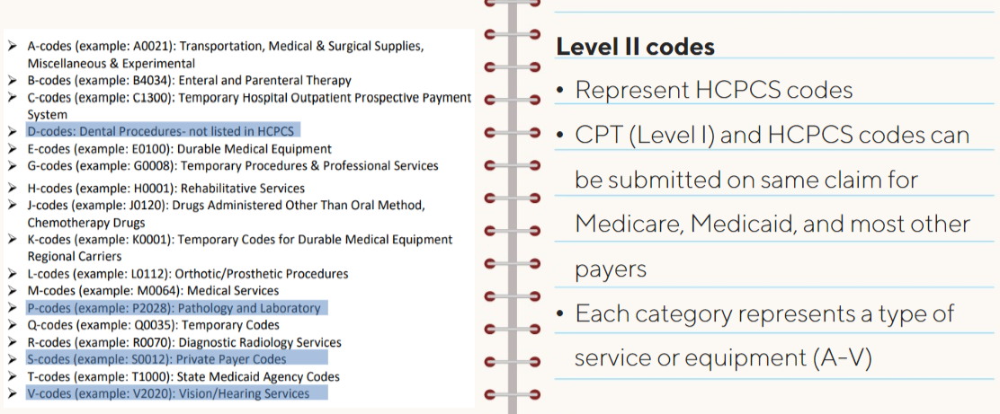 ➢ A-codes (example: A0021): Transportation, Medical & Surgical Supplies,
Miscellaneous & Experimental
➢ B-codes (example: B4034): Enteral and Parenteral Therapy
➢ C-codes (example: C1300): Temporary Hospital Outpatient Prospective Payment
System
➢ D-codes: Dental Procedures- not listed in HCPCS
➢ E-codes (example: E0100): Durable Medical Equipment
➢ G-codes (example: G0008): Temporary Procedures & Professional Services
➢ H-codes (example: H0001): Rehabilitative Services
➢ J-codes (example: J0120): Drugs Administered Other Than Oral Method,
Chemotherapy Drugs
➢ K-codes (example: K0001): Temporary Codes for Durable Medical Equipment
Regional Carriers
➢ L-codes (example: L0112): Orthotic/Prosthetic Procedures
➢ M-codes (example: M0064): Medical Services
➢ P-codes (example: P2028): Pathology and Laboratory
➢ Q-codes (example: Q0035): Temporary Codes
➢ R-codes (example: R0070): Diagnostic Radiology Services
➢ S-codes (example: S0012): Private Payer Codes
➢ T-codes (example: T1000): State Medicaid Agency Codes
➢ V-codes (example: V2020): Vision/Hearing Services
Level II codes
• Represent HCPCS codes
• CPT (Level I) and HCPCS codes can
be submitted on same claim for
Medicare, Medicaid, and most other
payers
• Each category represents a type of
service or equipment (A-V)